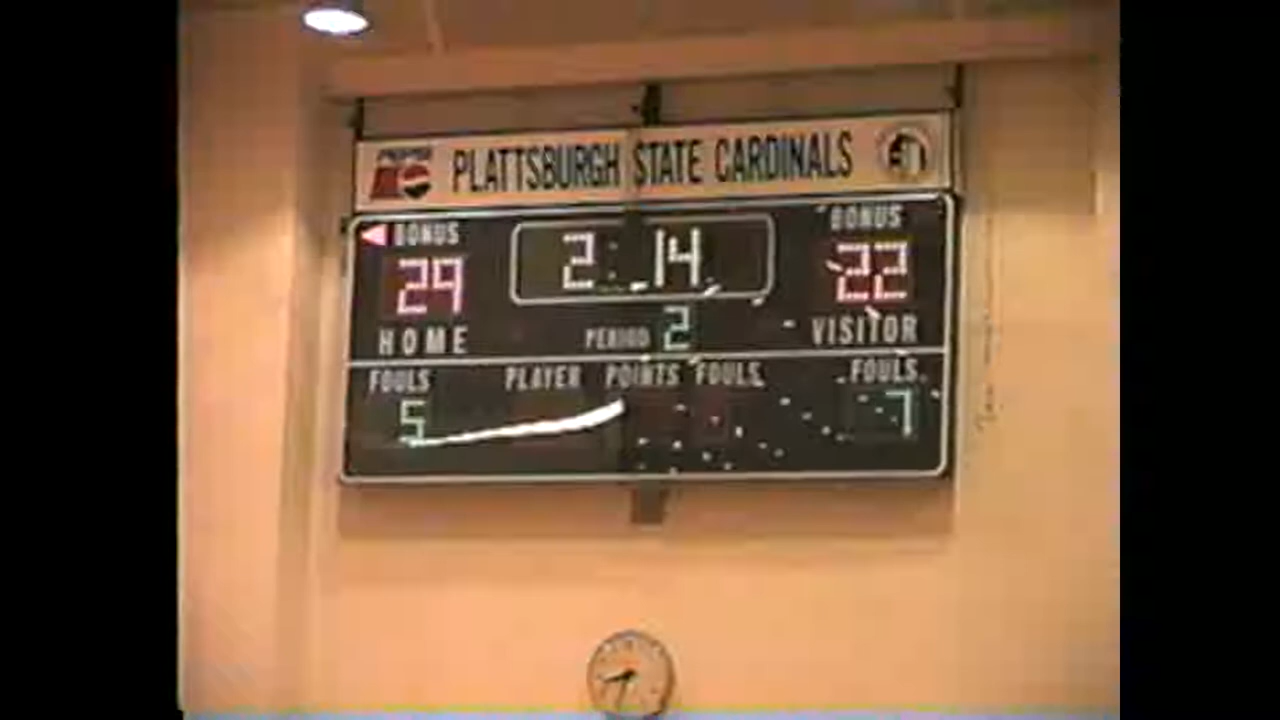 PEPSI PLATTSBURGH STATE CARDINALS
BONUS 2:14 BONUS
29 22
HOME PERIOD 2 VISITOR
FOULS PLAYER POINTS FOULS FOULS
5 7